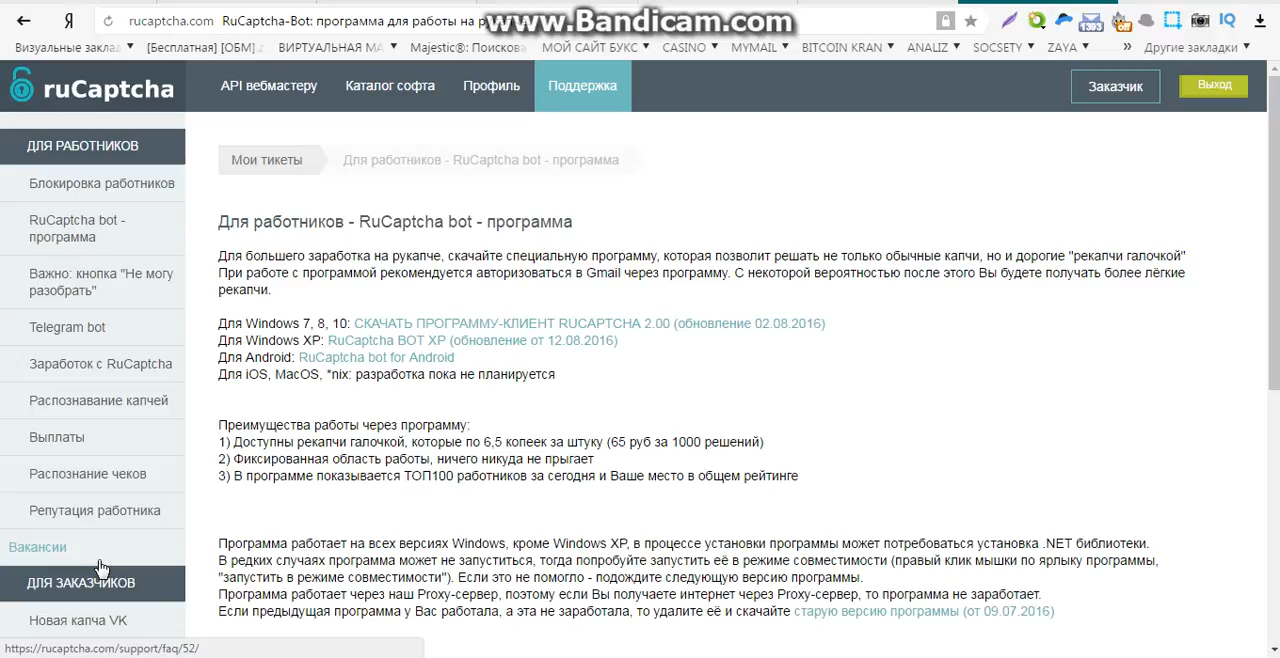 Я
rucaptcha.com RuCaptcha-Bot: программа для работы на р
www.Bandicam.com
1393
off
IQ
Визуальные заклад
[Бесплатная] [ОБМ]
ВИРТУАЛЬНАЯ МА
Majestic®: Поискова
МОЙ САЙТ БУКС
CASINO
MYMAIL
BITCOIN KRAN
ANALIZ
SOCSETY
ZAYA
»
Другие закладки
ruCaptcha
API вебмастеру
Каталог софта
Профиль
Поддержка
Заказчик
Выход
ДЛЯ РАБОТНИКОВ
Блокировка работников
RuCaptcha bot -
программа
Важно: кнопка "Не могу
разобрать"
Telegram bot
Заработок с RuCaptcha
Распознавание капчей
Выплаты
Распознание чеков
Репутация работника
Вакансии
ДЛЯ ЗАКАЗЧИКОВ
Новая капча VK
Мои тикеты
Для работников - RuCaptcha bot - программа
Для работников - RuCaptcha bot - программа
Для большего заработка на рукапче, скачайте специальную программу, которая позволит решать не только обычные капчи, но и дорогие "рекапчи галочкой"
При работе с программой рекомендуется авторизоваться в Gmail через программу. С некоторой вероятностью после этого Вы будете получать более лёгкие
рекапчи.
Для Windows 7, 8, 10: СКАЧАТЬ ПРОГРАММУ-КЛИЕНТ RUCAPTCHA 2.00 (обновление 02.08.2016)
Для Windows XP: RuCaptcha BOT XP (обновление от 12.08.2016)
Для Android: RuCaptcha bot for Android
Для iOS, MacOS, *nix: разработка пока не планируется
Преимущества работы через программу:
1) Доступны рекапчи галочкой, которые по 6,5 копеек за штуку (65 руб за 1000 решений)
2) Фиксированная область работы, ничего никуда не прыгает
3) В программе показывается ТОП100 работников за сегодня и Ваше место в общем рейтинге
Программа работает на всех версиях Windows, кроме Windows XP, в процессе установки программы может потребоваться установка .NET библиотеки.
В редких случаях программа может не запуститься, тогда попробуйте запустить её в режиме совместимости (правый клик мышки по ярлыку программы,
"запустить в режиме совместимости"). Если это не помогло - подождите следующую версию программы.
Программа работает через наш Proxy-сервер, поэтому если Вы получаете интернет через Proxy-сервер, то программа не заработает.
Если предыдущая программа у Вас работала, а эта не заработала, то удалите её и скачайте старую версию программы (от 09.07.2016)
https://rucaptcha.com/support/faq/52/